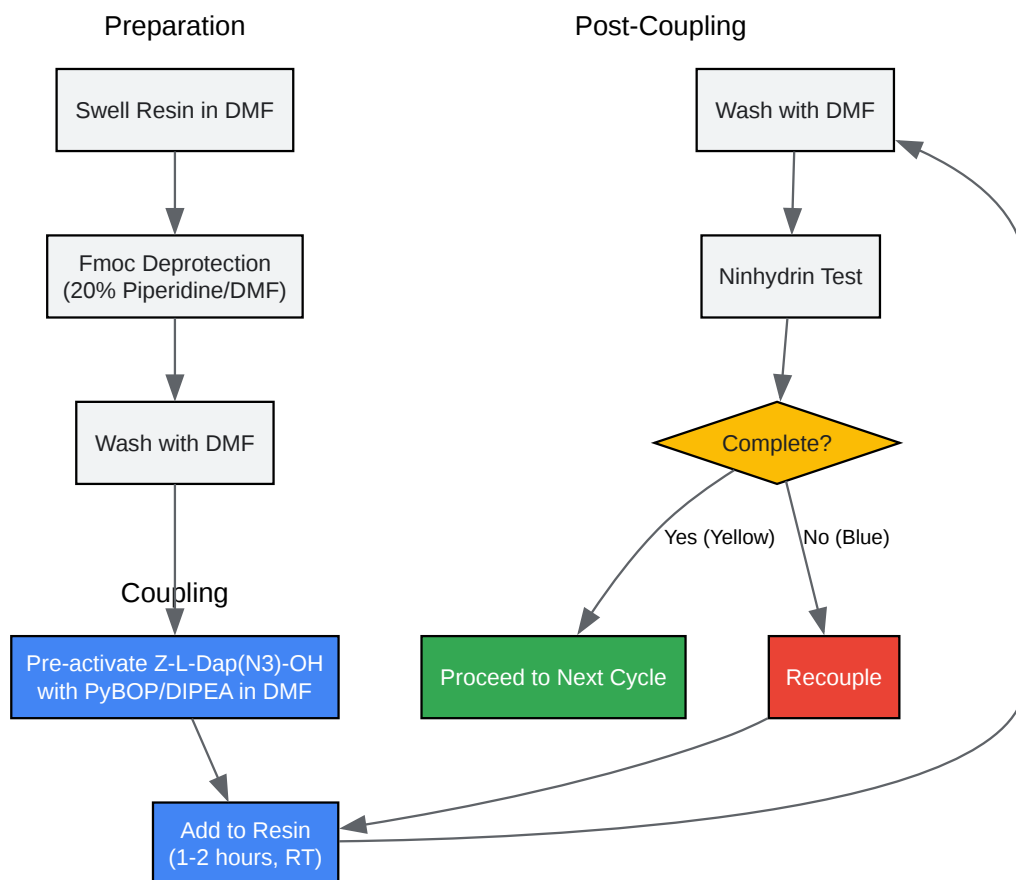 Preparation
Swell Resin in DMF
Fmoc Deprotection
(20% Piperidine/DMF)
Wash with DMF
Coupling
Pre-activate Z-L-Dap(N3)-OH
with PyBOP/DIPEA in DMF
Add to Resin
(1-2 hours, RT)
Post-Coupling
Wash with DMF
Ninhydrin Test
Complete?
Yes (Yellow)
No (Blue)
Proceed to Next Cycle
Recouple